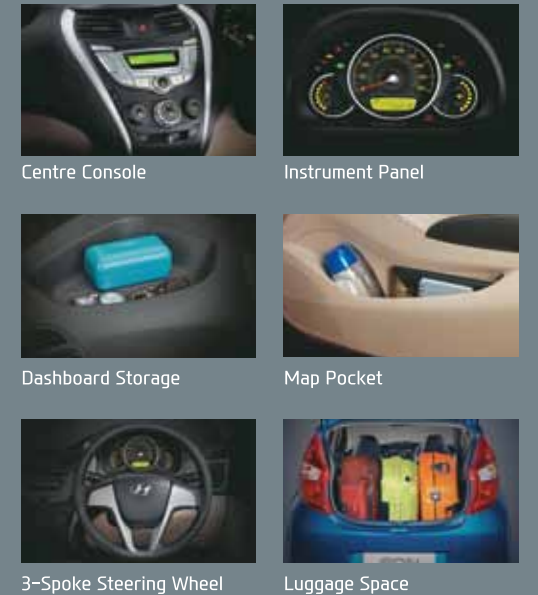 Centre Console
Instrument Panel
Dashboard Storage
Map Pocket
3-Spoke Steering Wheel
Luggage Space